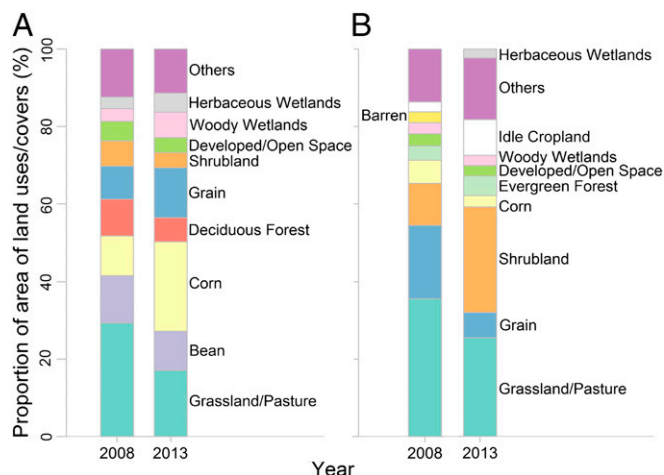 A
B
Proportion of area of land uses/covers (%)
100
80
60
40
20
0
Others
Herbaceous Wetlands
Woody Wetlands
Developed/Open Space
Shrubland
Grain
Deciduous Forest
Corn
Bean
Grassland/Pasture
2008
2013
Barren
Herbaceous Wetlands
Others
Idle Cropland
Woody Wetlands
Developed/Open Space
Evergreen Forest
Corn
Shrubland
Grain
Grassland/Pasture
2008
2013
Year